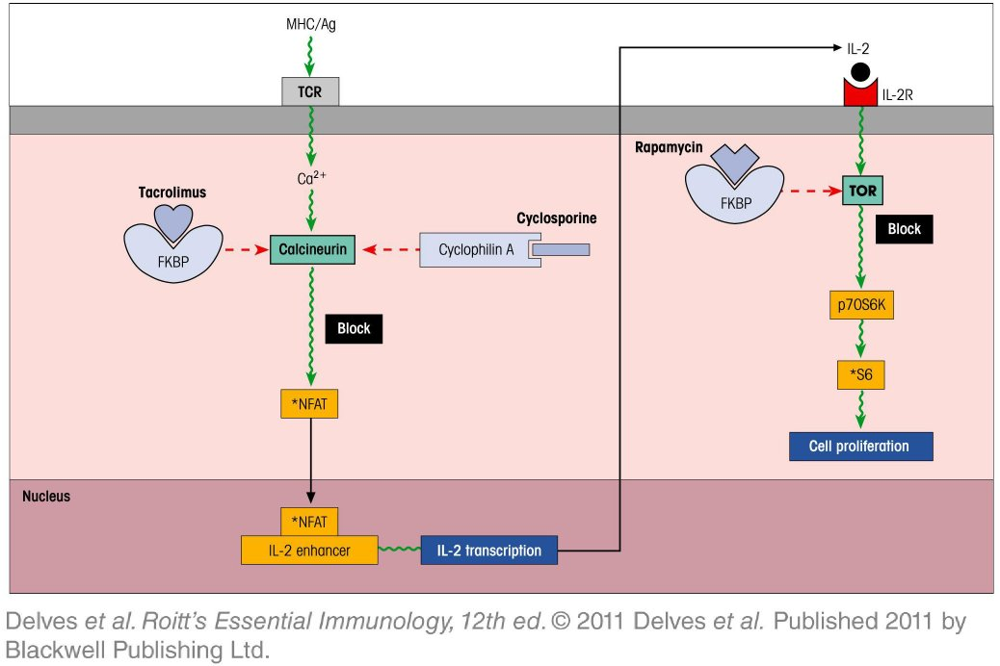 MHC/Ag
TCR
Ca²⁺
Tacrolimus
FKBP
Calcineurin
Cyclophilin A
Cyclosporine
Block
*NFAT
Nucleus
*NFAT
IL-2 enhancer
IL-2 transcription
IL-2
IL-2R
Rapamycin
FKBP
TOR
Block
p70S6K
*S6
Cell proliferation
Delves et al. Roitt's Essential Immunology, 12th ed. © 2011 Delves et al. Published 2011 by
Blackwell Publishing Ltd.